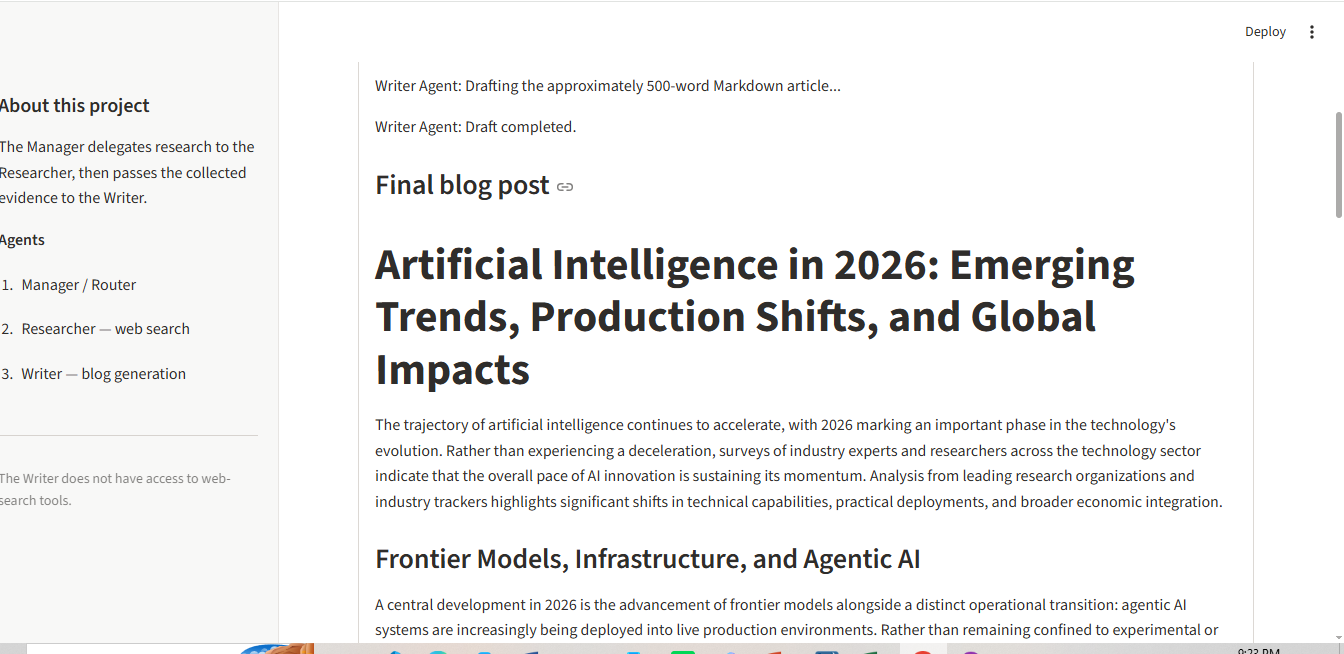 Deploy
About this project
The Manager delegates research to the
Researcher, then passes the collected
evidence to the Writer.
Agents
1. Manager / Router
2. Researcher — web search
3. Writer — blog generation
The Writer does not have access to web-
search tools.
Writer Agent: Drafting the approximately 500-word Markdown article...
Writer Agent: Draft completed.
Final blog post
Artificial Intelligence in 2026: Emerging
Trends, Production Shifts, and Global
Impacts
The trajectory of artificial intelligence continues to accelerate, with 2026 marking an important phase in the technology's
evolution. Rather than experiencing a deceleration, surveys of industry experts and researchers across the technology sector
indicate that the overall pace of AI innovation is sustaining its momentum. Analysis from leading research organizations and
industry trackers highlights significant shifts in technical capabilities, practical deployments, and broader economic integration.
Frontier Models, Infrastructure, and Agentic AI
A central development in 2026 is the advancement of frontier models alongside a distinct operational transition: agentic AI
systems are increasingly being deployed into live production environments. Rather than remaining confined to experimental or